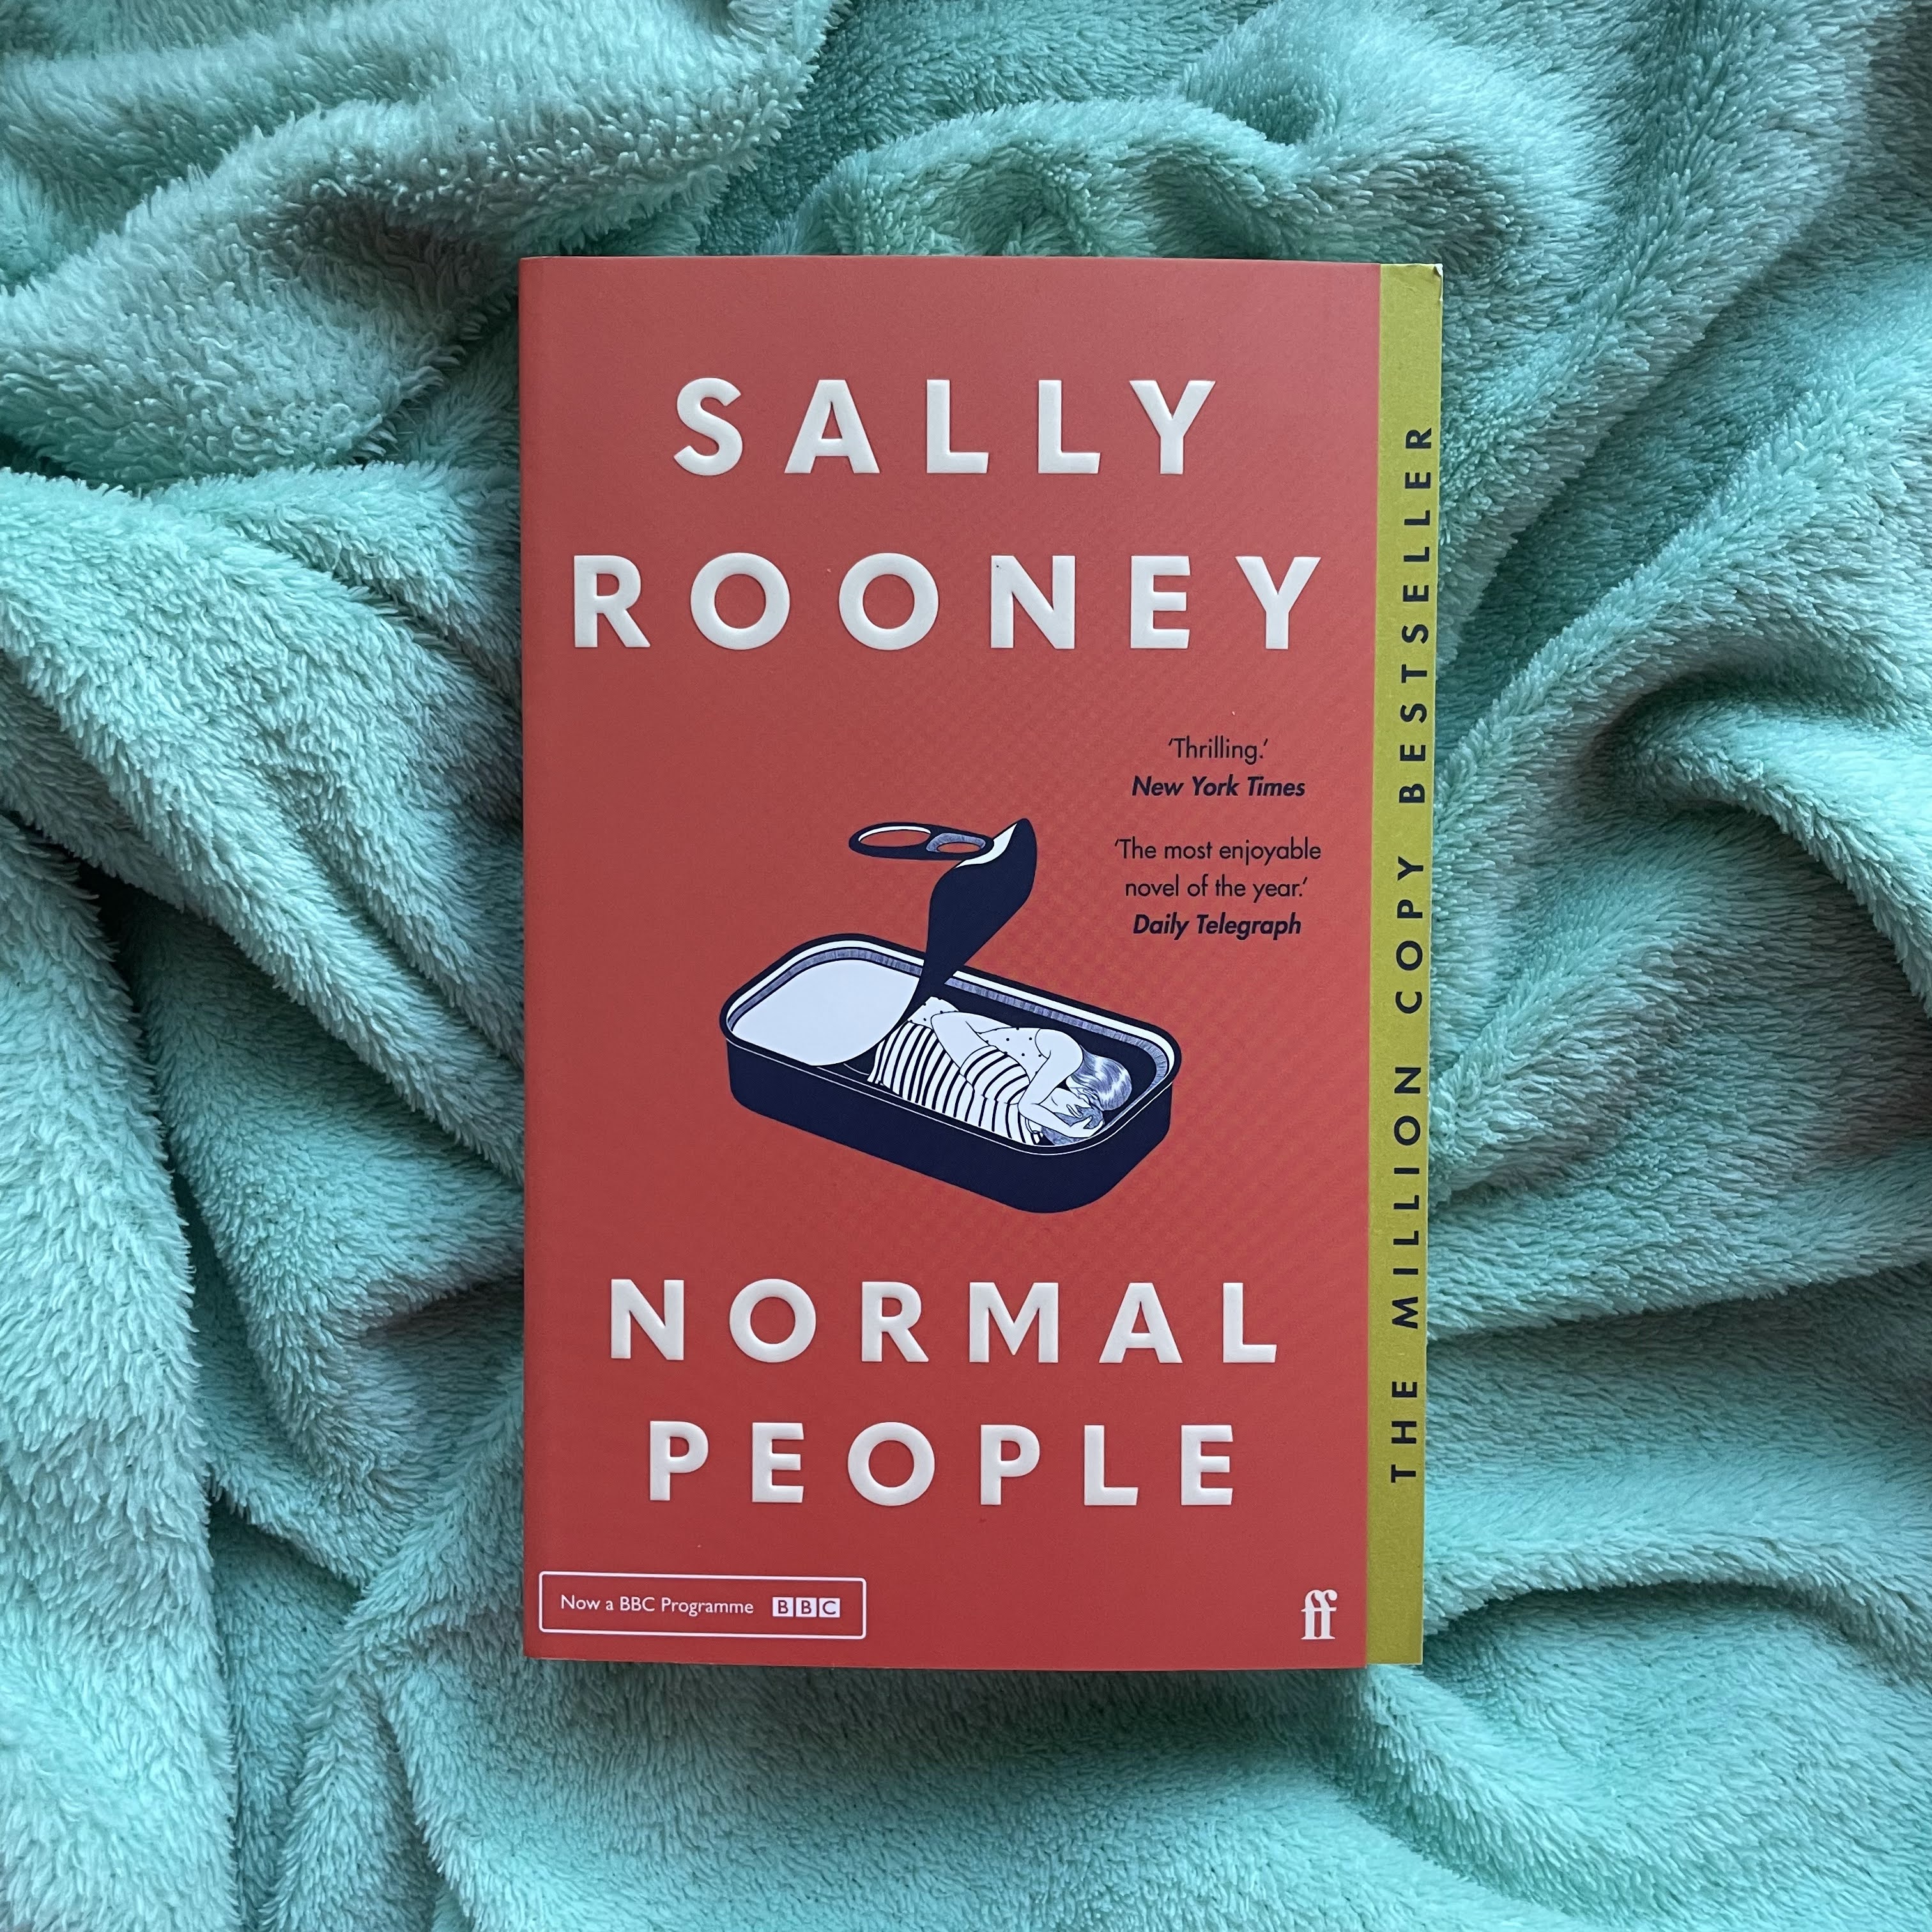 SALLY
ROONEY
‘Thrilling.’
New York Times
‘The most enjoyable
novel of the year.’
Daily Telegraph
NORMAL
PEOPLE
Now a BBC Programme BBC
ff
THE MILLION COPY BESTSELLER